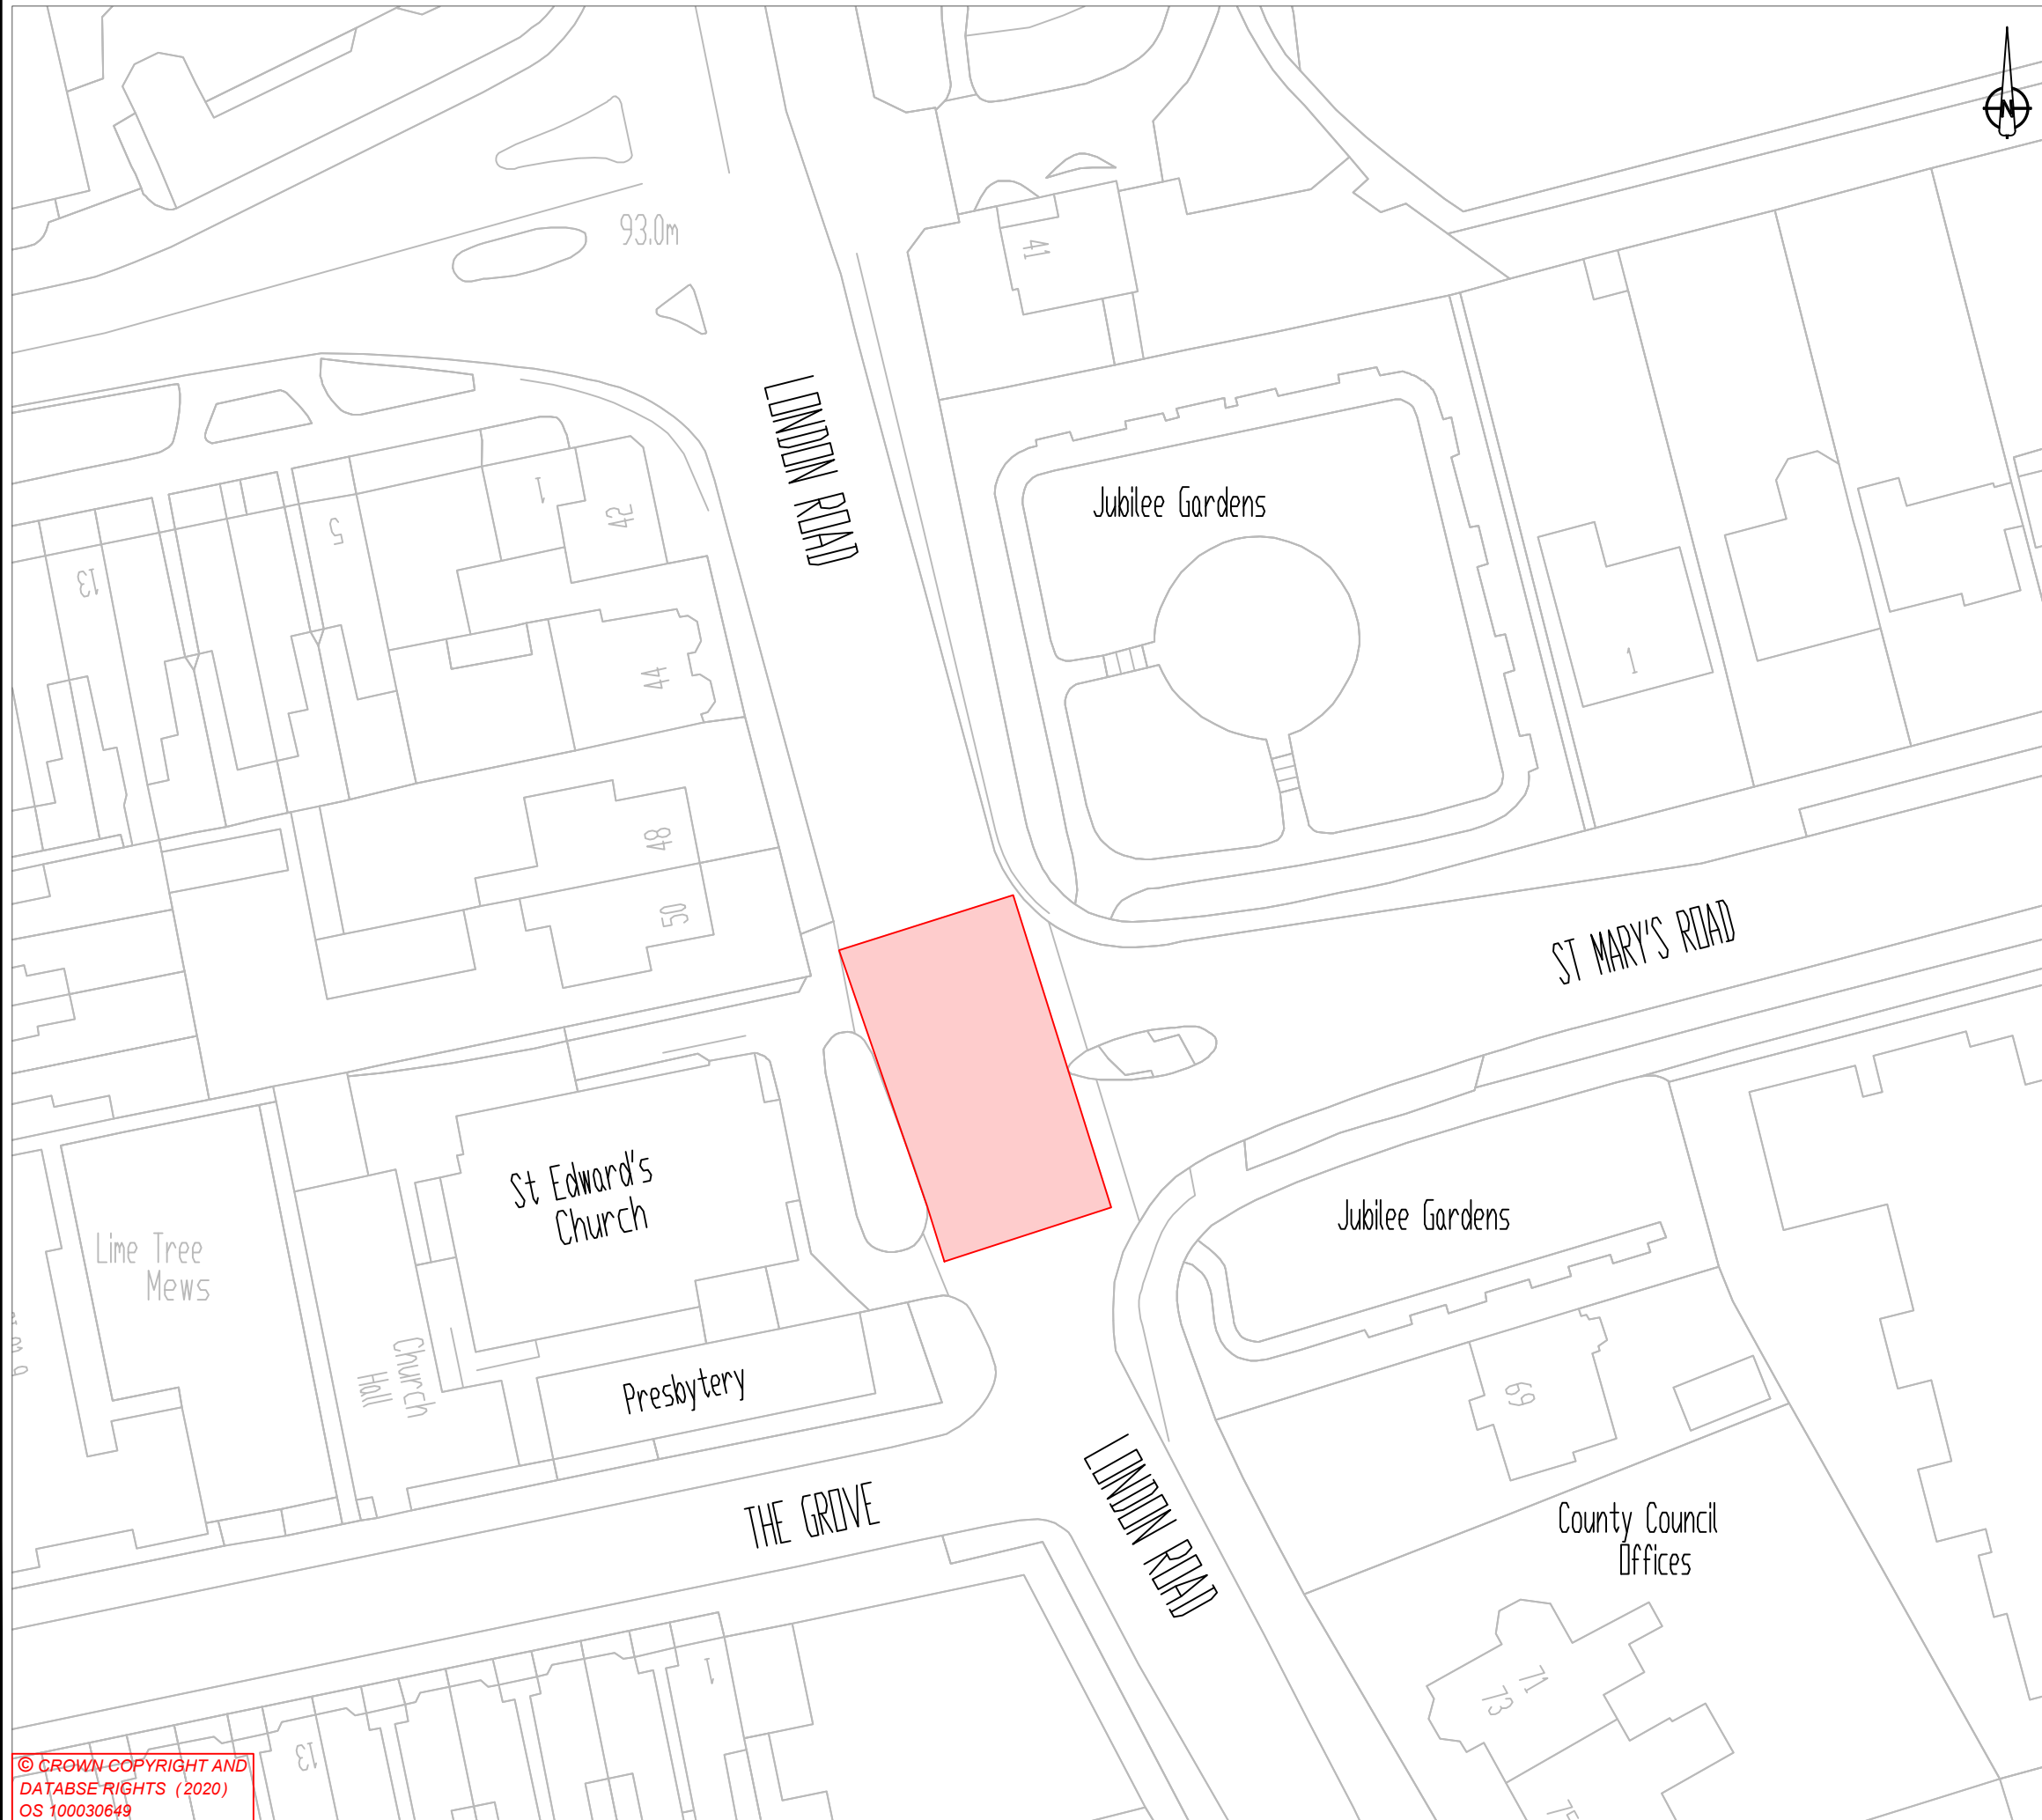 N
93.0m
41
LONDON ROAD
Jubilee Gardens
1
42
5
13
44
1
48
50
ST MARY'S ROAD
St Edward's
Church
Jubilee Gardens
Lime Tree
Mews
Church
Hall
Presbytery
69
THE GROVE
LONDON ROAD
County Council
Offices
71
73
1
13
© CROWN COPYRIGHT AND
DATABSE RIGHTS (2020)
OS 100030649